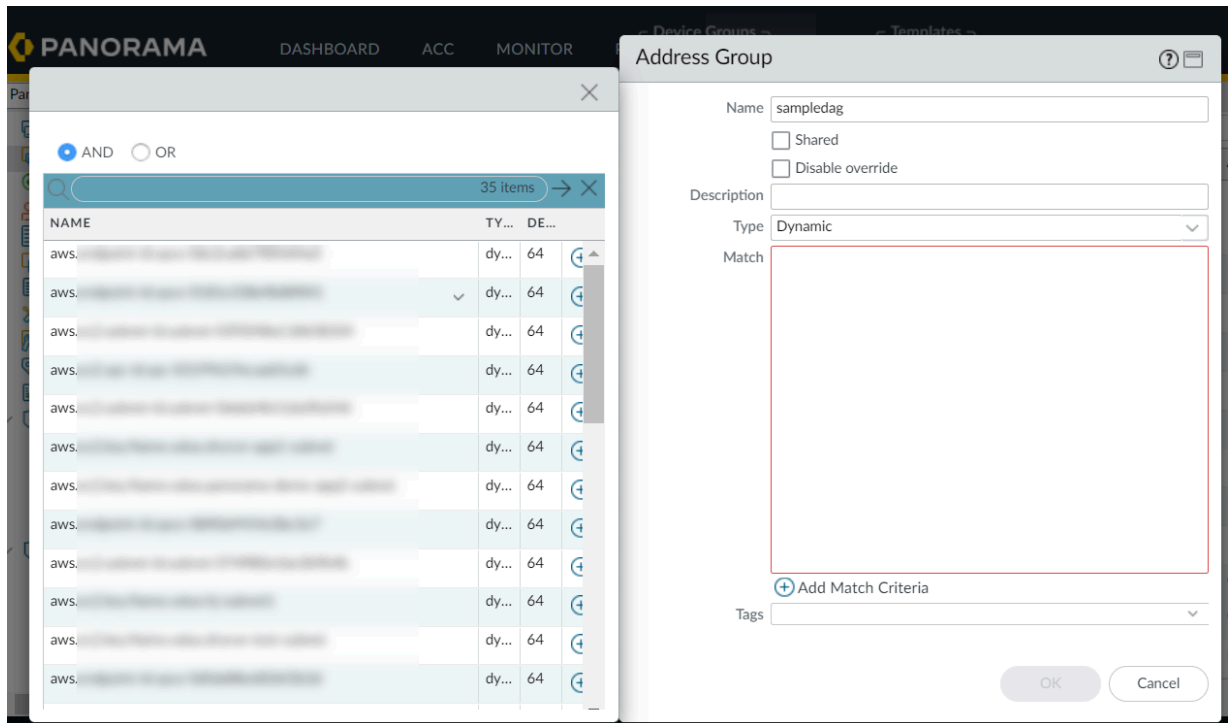 PANORAMA
DASHBOARD
ACC
MONITOR
Device Groups
Templates
AND
OR
35 items
NAME
TY...
DE...
aws.
dy...
64
aws.
dy...
64
aws.
dy...
64
aws.
dy...
64
aws.
dy...
64
aws.
dy...
64
aws.
dy...
64
aws.
dy...
64
aws.
dy...
64
aws.
dy...
64
aws.
dy...
64
aws.
dy...
64
Address Group
Name
sampledag
Shared
Disable override
Description
Type
Dynamic
Match
Add Match Criteria
Tags
OK
Cancel